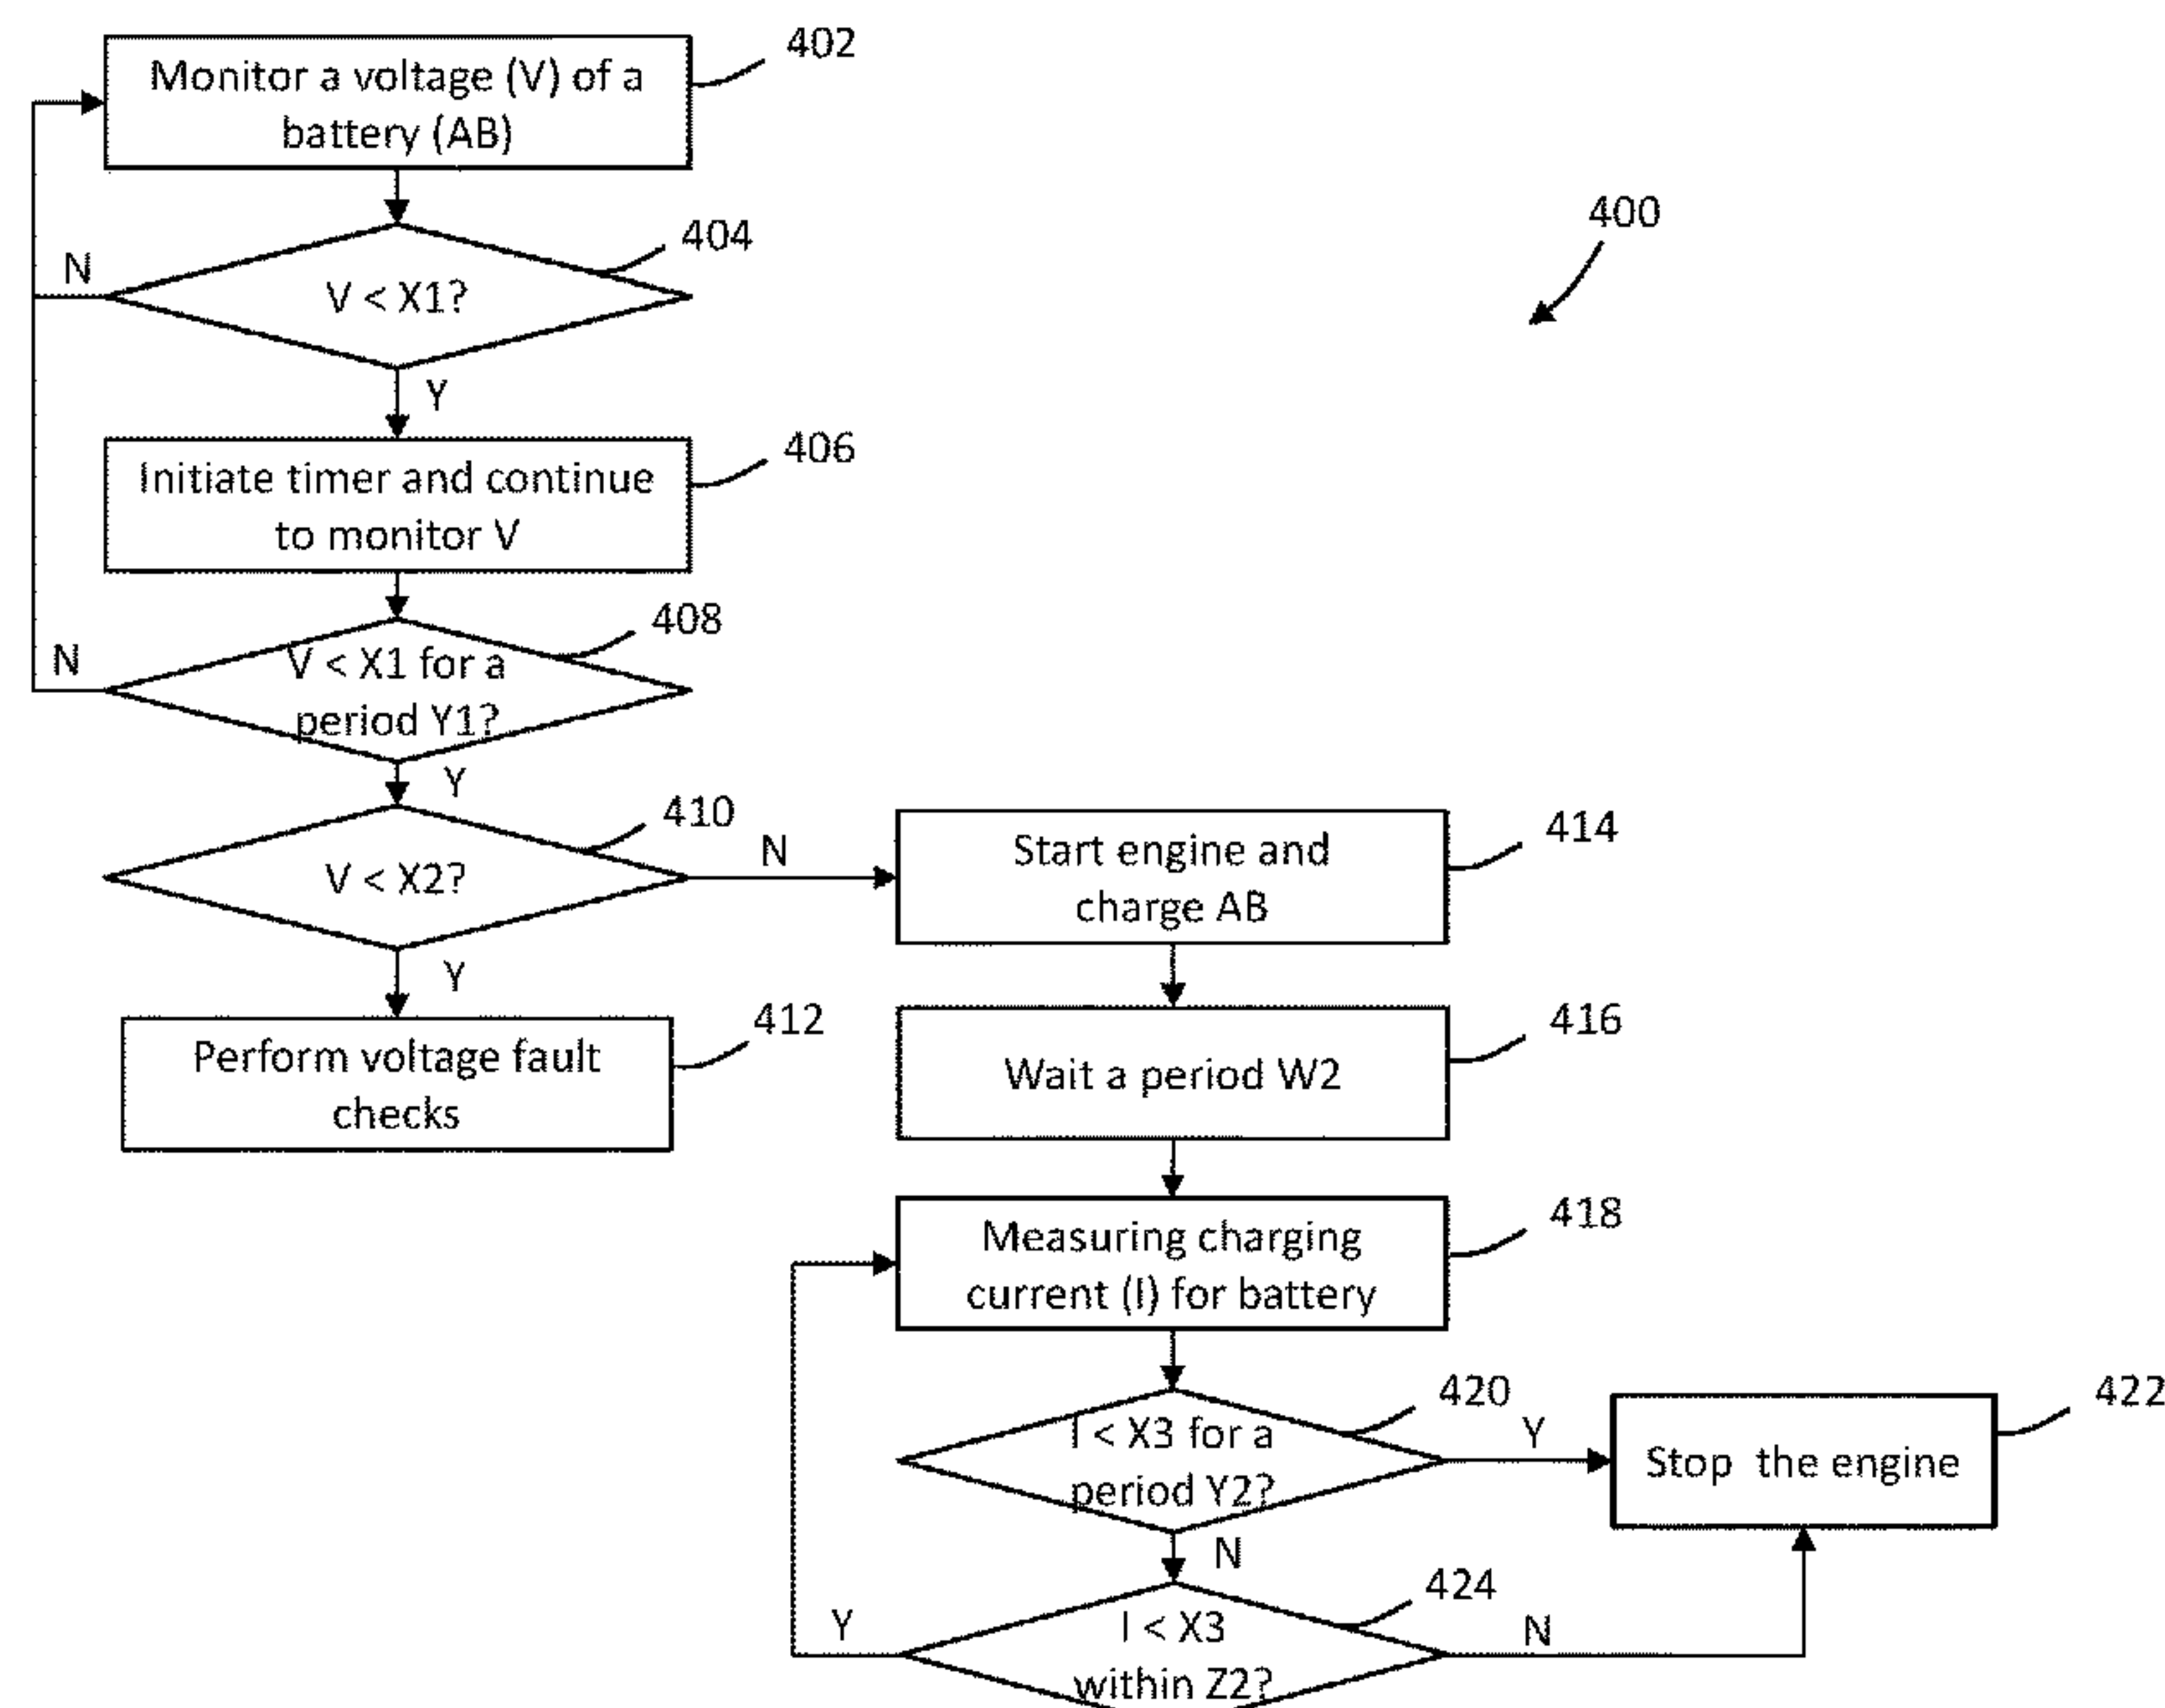 402
Monitor a voltage (V) of a
battery (AB)
400
404
N
V < X1?
Y
406
Initiate timer and continue
to monitor V
408
N
V < X1 for a
period Y1?
Y
410
N
V < X2?
414
Start engine and
charge AB
Y
412
Perform voltage fault
checks
416
Wait a period W2
418
Measuring charging
current (I) for battery
420
I < X3 for a
period Y2?
Y
422
Stop the engine
N
424
Y
I < X3
within Z2?
N